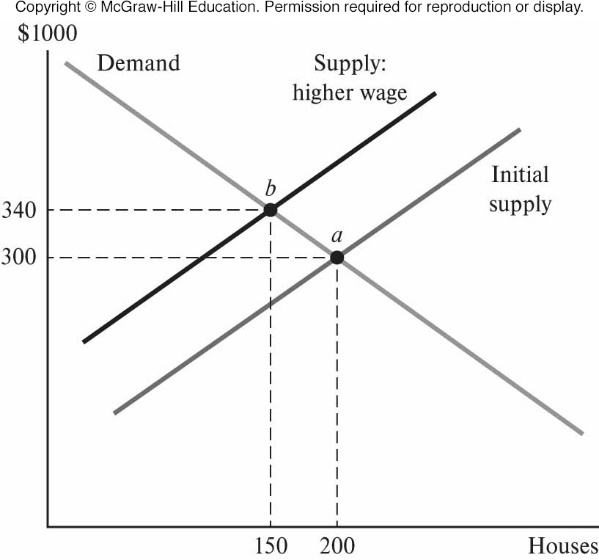 Copyright © McGraw-Hill Education. Permission required for reproduction or display.
$1000
Demand
Supply:
higher wage
Initial
supply
b
340
a
300
150 200 Houses